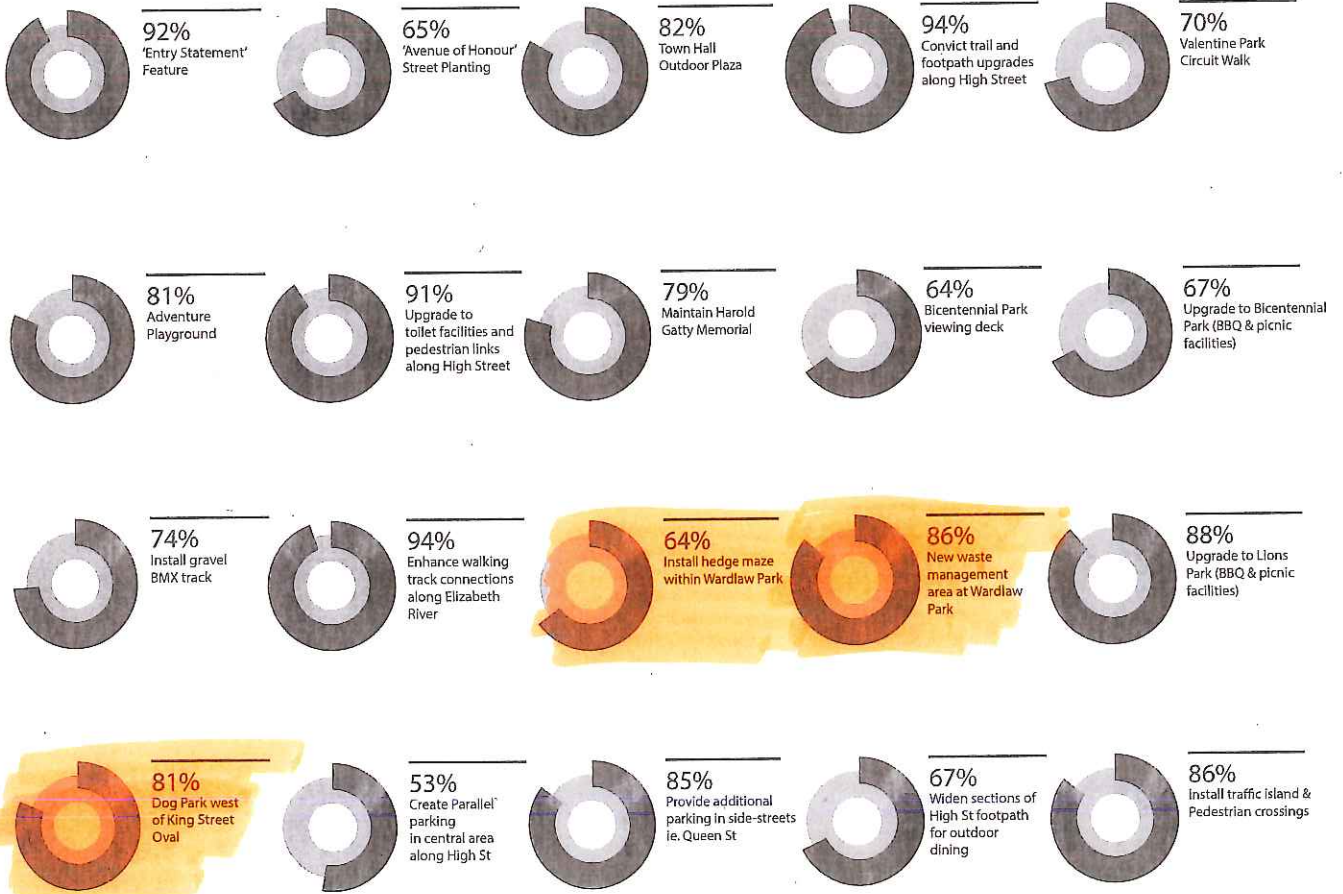 92%
'Entry Statement'
Feature
65%
'Avenue of Honour'
Street Planting
82%
Town Hall
Outdoor Plaza
94%
Convict trail and
footpath upgrades
along High Street
70%
Valentine Park
Circuit Walk
81%
Adventure
Playground
91%
Upgrade to
toilet facilities and
pedestrian links
along High Street
79%
Maintain Harold
Gatty Memorial
64%
Bicentennial Park
viewing deck
67%
Upgrade to Bicentennial
Park (BBQ & picnic
facilities)
74%
Install gravel
BMX track
94%
Enhance walking
track connections
along Elizabeth
River
64%
Install hedge maze
within Wardlaw Park
86%
New waste
management
area at Wardlaw
Park
88%
Upgrade to Lions
Park (BBQ & picnic
facilities)
81%
Dog Park west
of King Street
Oval
53%
Create Parallel
parking
in central area
along High St
85%
Provide additional
parking in side-streets
ie. Queen St
67%
Widen sections of
High St footpath
for outdoor
dining
86%
Install traffic island &
Pedestrian crossings